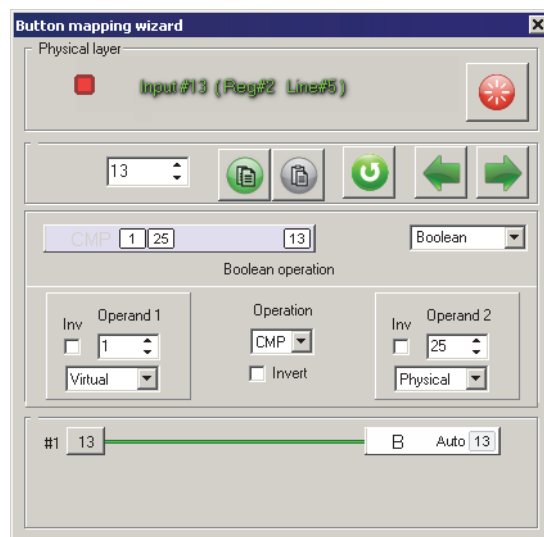 Button mapping wizard
Physical layer
Input#13 (Reg#2 Line#5)
13
CMP 1 25 13
Boolean
Boolean operation
Inv Operand 1
1
Virtual
Operation
CMP
Invert
Inv Operand 2
25
Physical
#1 13
B Auto 13